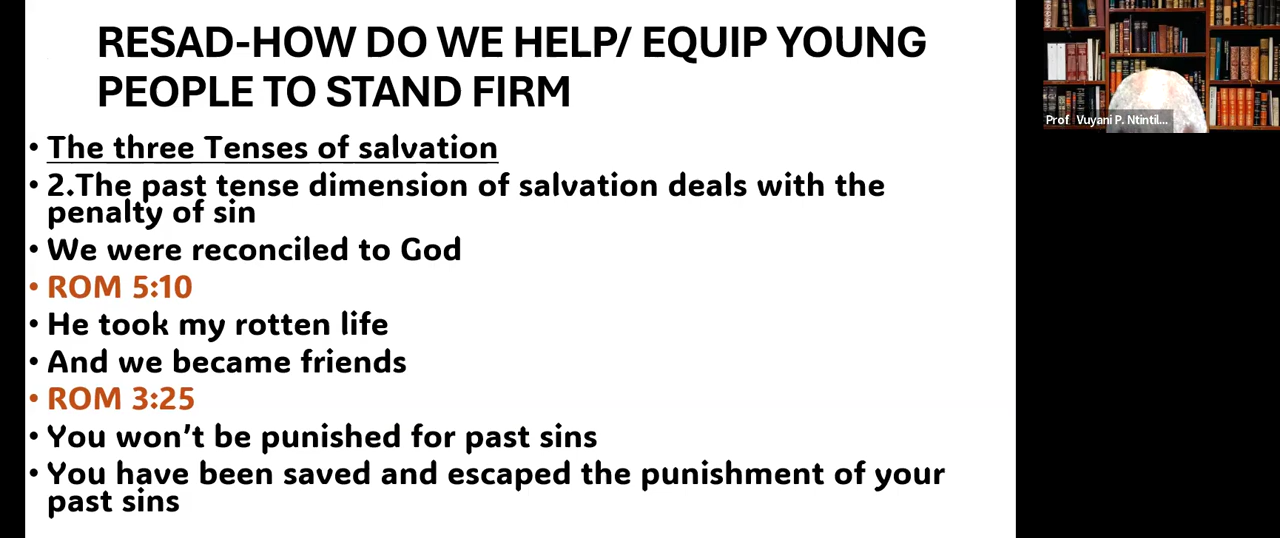 RESAD-HOW DO WE HELP/ EQUIP YOUNG
PEOPLE TO STAND FIRM
• The three Tenses of salvation
• 2.The past tense dimension of salvation deals with the
penalty of sin
• We were reconciled to God
• ROM 5:10
• He took my rotten life
• And we became friends
• ROM 3:25
• You won't be punished for past sins
• You have been saved and escaped the punishment of your
past sins
Prof Vuyani P. Ntintil...